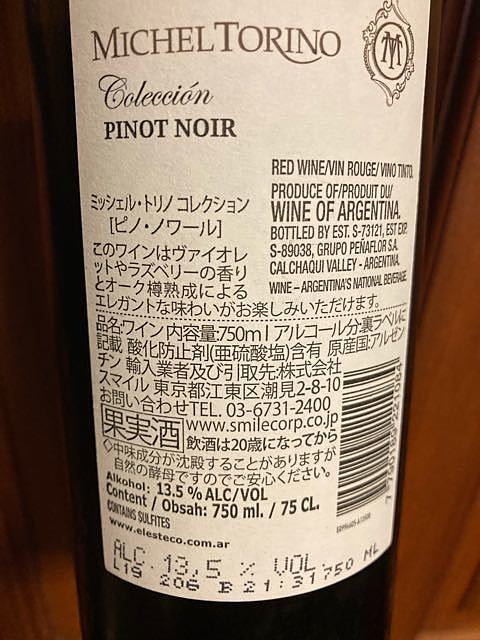 MICHEL TORINO
Colección
PINOT NOIR
RED WINE/VIN ROUGE/VINO TINTO.
PRODUCE OF/PRODUIT DU/
WINE OF ARGENTINA.
BOTTLED BY EST. S-73121, EST EXP.
S-89038, GRUPO PEÑAFLOR S.A.
CALCHAQUI VALLEY - ARGENTINA.
WINE – ARGENTINA'S NATIONAL BEVERAGE.
ミッシェル・トリノ コレクション
[ピノ・ノワール]
このワインはヴァイオレ
ットやラズベリーの香り
とオーク樽熟成による
エレガントな味わいがお楽しみいただけます。
品名:ワイン 内容量:750ml アルコール分:裏ラベルに
記載 酸化防止剤(亜硫酸塩)含有 原産国:アルゼン
チン 輸入業者及び引取先:株式会社
スマイル 東京都江東区潮見2-8-10
お問い合わせTEL. 03-6731-2400
www.smilecorp.co.jp
果実酒 飲酒は20歳になってから
◇中味成分が沈殿することがありますが
自然の酵母ですのでご安心ください。
Alkohol: 13.5 % ALC/VOL
Content / Obsah: 750 ml. / 75 CL.
CONTAINS SULFITES
www.elesteco.com.ar
ALC. 13,5 % VOL.
L19 206 B 21:31 750 ML